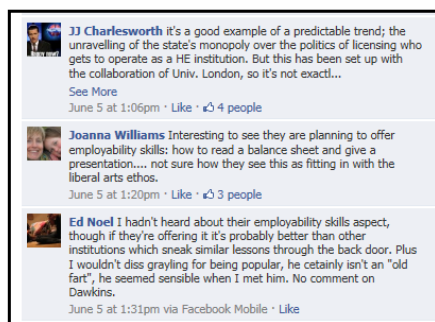 JJ Charlesworth it's a good example of a predictable trend; the
unravelling of the state's monopoly over the politics of licensing who
gets to operate as a HE institution. But this has been set up with
the collaboration of Univ. London, so it's not exactl...
See More
June 5 at 1:06pm · Like · 4 people
Joanna Williams Interesting to see they are planning to offer
employability skills: how to read a balance sheet and give a
presentation.... not sure how they see this as fitting in with the
liberal arts ethos.
June 5 at 1:20pm · Like · 3 people
Ed Noel I hadn't heard about their employability skills aspect,
though if they're offering it it's probably better than other
institutions which sneak similar lessons through the back door. Plus
I wouldn't diss grayling for being popular, he cetainly isn't an "old
fart", he seemed sensible when I met him. No comment on
Dawkins.
June 5 at 1:31pm via Facebook Mobile · Like